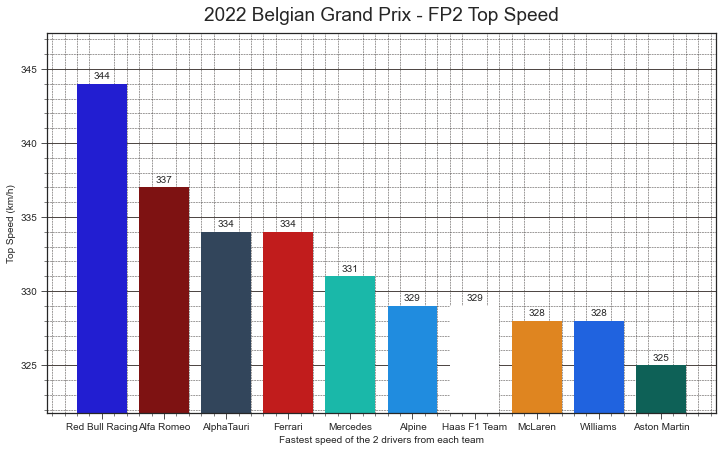 2022 Belgian Grand Prix - FP2 Top Speed
Top Speed (km/h)
345
340
335
330
325
344
337
334
334
331
329
329
328
328
325
Red Bull Racing
Alfa Romeo
AlphaTauri
Ferrari
Mercedes
Alpine
Haas F1 Team
McLaren
Williams
Aston Martin
Fastest speed of the 2 drivers from each team